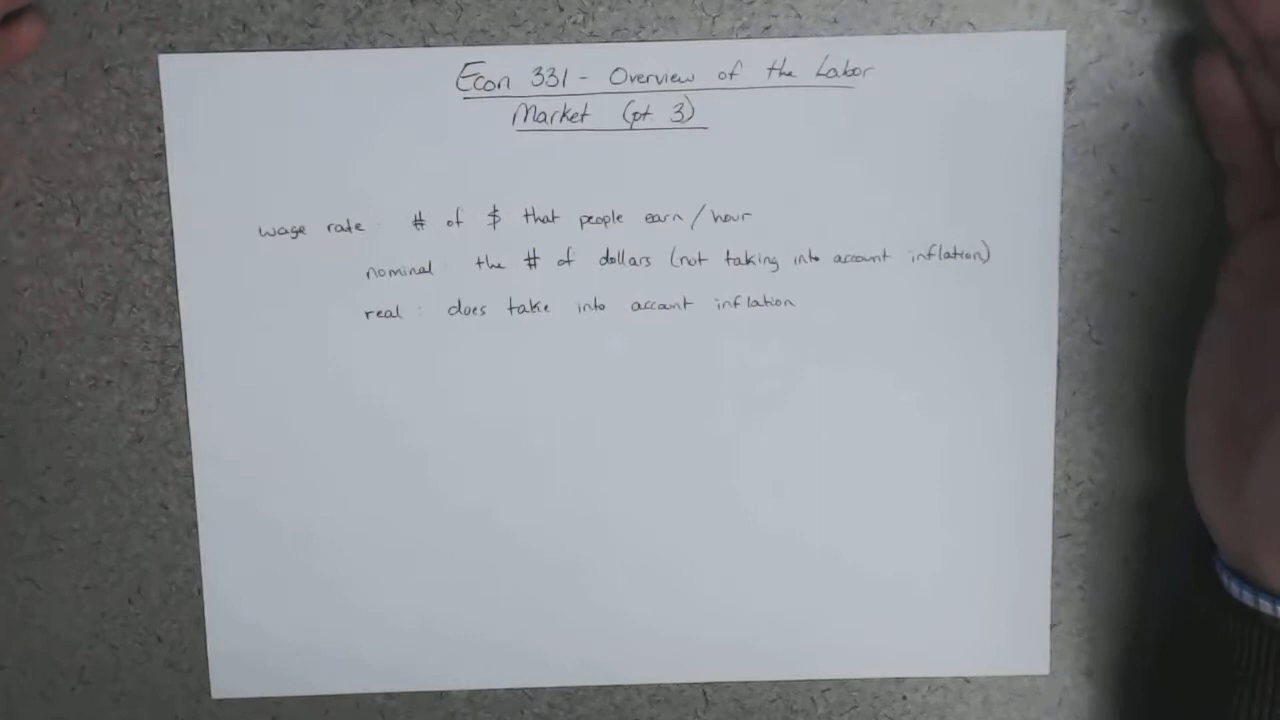 Econ 331 - Overview of the Labor
Market (pt. 3)
wage rate: # of $ that people earn/hour
nominal: the # of dollars (not taking into account inflation)
real: does take into account inflation